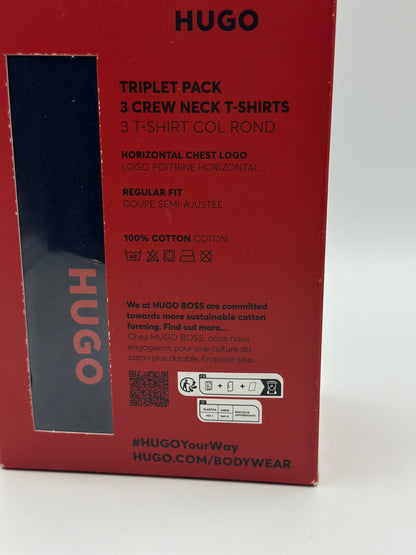 HUGO
TRIPLET PACK
3 CREW NECK T-SHIRTS
3 T-SHIRT COL ROND
HORIZONTAL CHEST LOGO
LOGO POITRINE HORIZONTAL
REGULAR FIT
COUPE SEMI-AJUSTÉE
100% COTTON COTON
40
HUGO
We at HUGO BOSS are committed
towards more sustainable cotton
farming. Find out more...
Chez HUGO BOSS, nous nous
engageons pour une culture du
coton plus durable. En savoir plus...
#HUGOYourWay
HUGO.COM/BODYWEAR